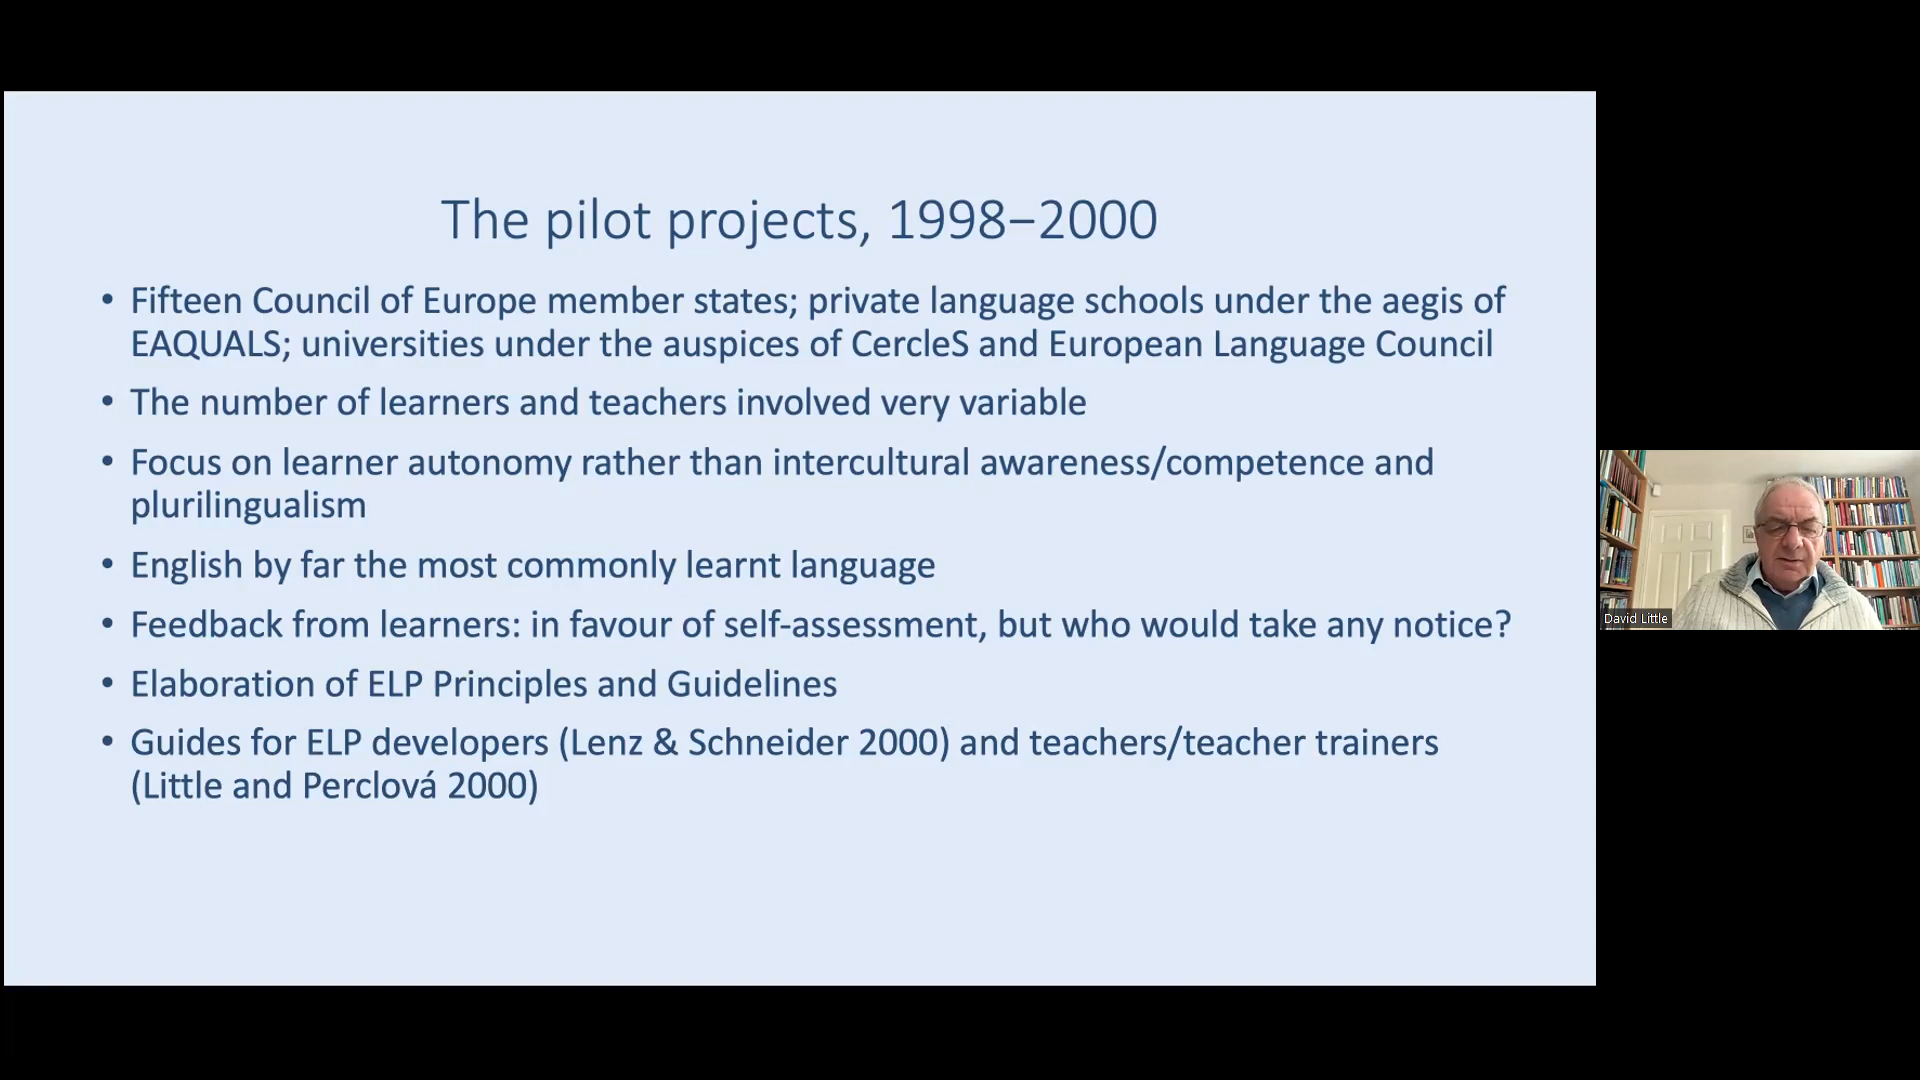 The pilot projects, 1998–2000
• Fifteen Council of Europe member states; private language schools under the aegis of
EAQUALS; universities under the auspices of CercleS and European Language Council
• The number of learners and teachers involved very variable
• Focus on learner autonomy rather than intercultural awareness/competence and
plurilingualism
• English by far the most commonly learnt language
• Feedback from learners: in favour of self-assessment, but who would take any notice?
• Elaboration of ELP Principles and Guidelines
• Guides for ELP developers (Lenz & Schneider 2000) and teachers/teacher trainers
(Little and Perclová 2000)
David Little